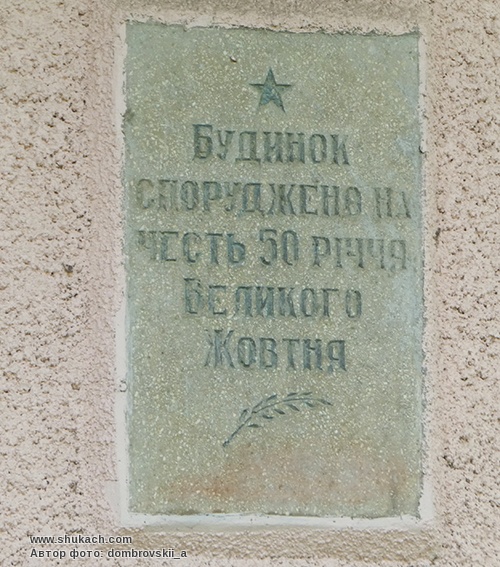 Будинок
споруджено на
честь 50 річчя
Великого
Жовтня
www.shukach.com
Автор фото: dombrovskii_a